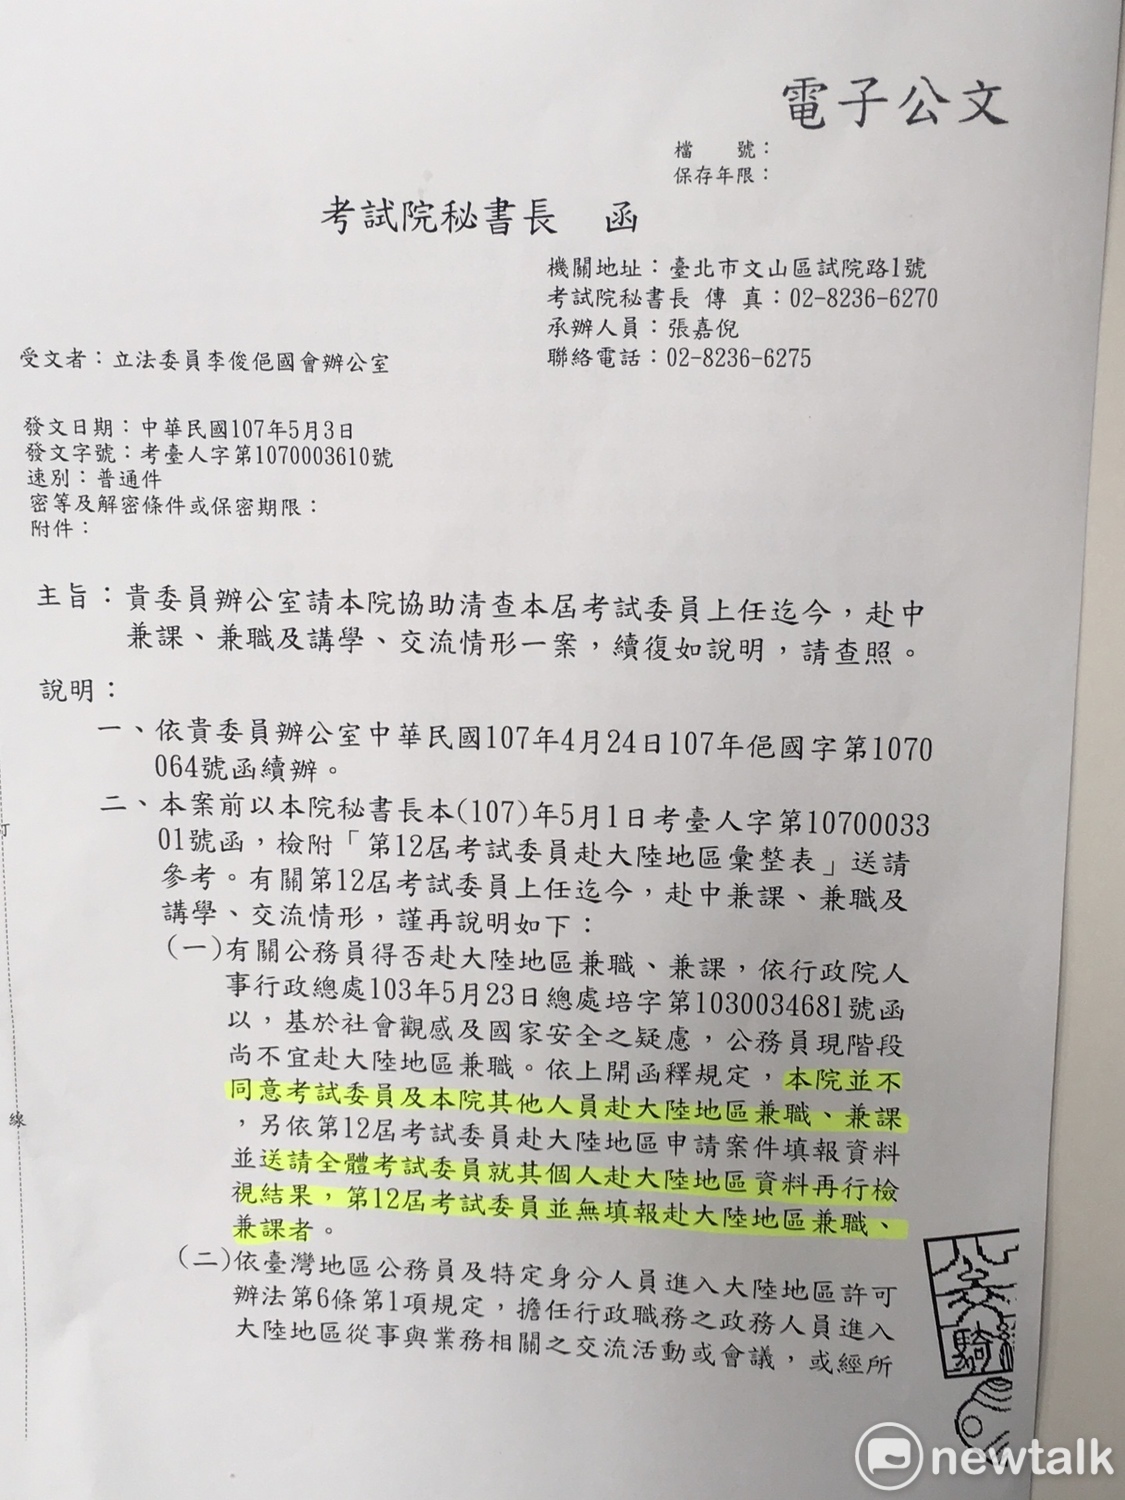 電子公文
檔　　號：
保存年限：
考試院秘書長　函
機關地址：臺北市文山區試院路1號
考試院秘書長 傳 真：02-8236-6270
承辦人員：張嘉倪
聯絡電話：02-8236-6275
受文者：立法委員李俊俋國會辦公室
發文日期：中華民國107年5月3日
發文字號：考臺人字第1070003610號
速別：普通件
密等及解密條件或保密期限：
附件：
主旨：貴委員辦公室請本院協助清查本屆考試委員上任迄今，赴中
兼課、兼職及講學、交流情形一案，續復如說明，請查照。
說明：
一、依貴委員辦公室中華民國107年4月24日107年俋國字第1070
064號函續辦。
二、本案前以本院秘書長本(107)年5月1日考臺人字第10700033
01號函，檢附「第12屆考試委員赴大陸地區彙整表」送請
參考。有關第12屆考試委員上任迄今，赴中兼課、兼職及
講學、交流情形，謹再說明如下：
(一)有關公務員得否赴大陸地區兼職、兼課，依行政院人
事行政總處103年5月23日總處培字第1030034681號函
以，基於社會觀感及國家安全之疑慮，公務員現階段
尚不宜赴大陸地區兼職。依上開函釋規定，本院並不
同意考試委員及本院其他人員赴大陸地區兼職、兼課
，另依第12屆考試委員赴大陸地區申請案件填報資料
並送請全體考試委員就其個人赴大陸地區資料再行檢
視結果，第12屆考試委員並無填報赴大陸地區兼職、
兼課者。
(二)依臺灣地區公務員及特定身分人員進入大陸地區許可
辦法第6條第1項規定，擔任行政職務之政務人員進入
大陸地區從事與業務相關之交流活動或會議，或經所
訂
線
newtalk